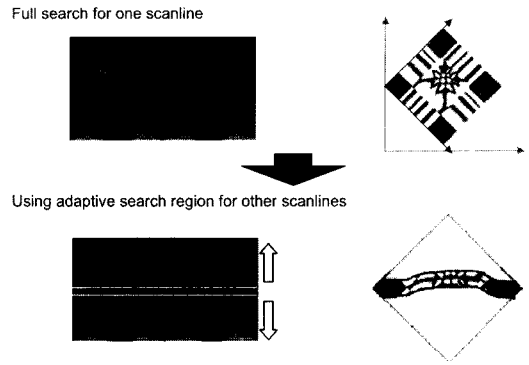 Full search for one scanline
Using adaptive search region for other scanlines